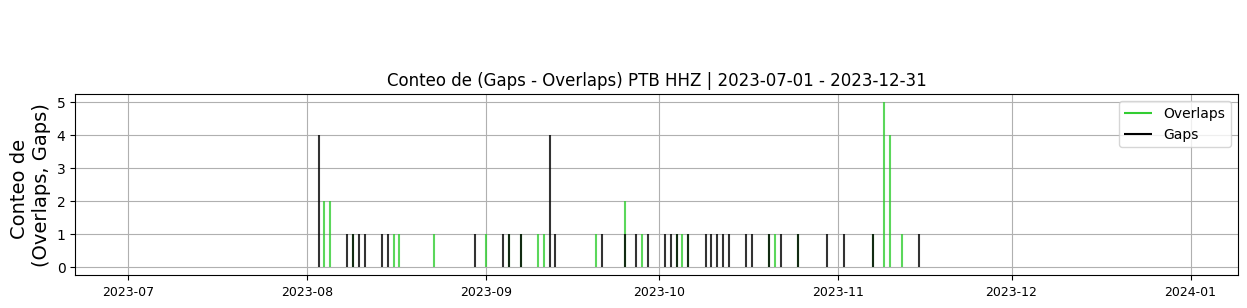 Conteo de (Gaps - Overlaps) PTB HHZ | 2023-07-01 - 2023-12-31
Conteo de
(Overlaps, Gaps)
5
4
3
2
1
0
Overlaps
Gaps
2023-07
2023-08
2023-09
2023-10
2023-11
2023-12
2024-01